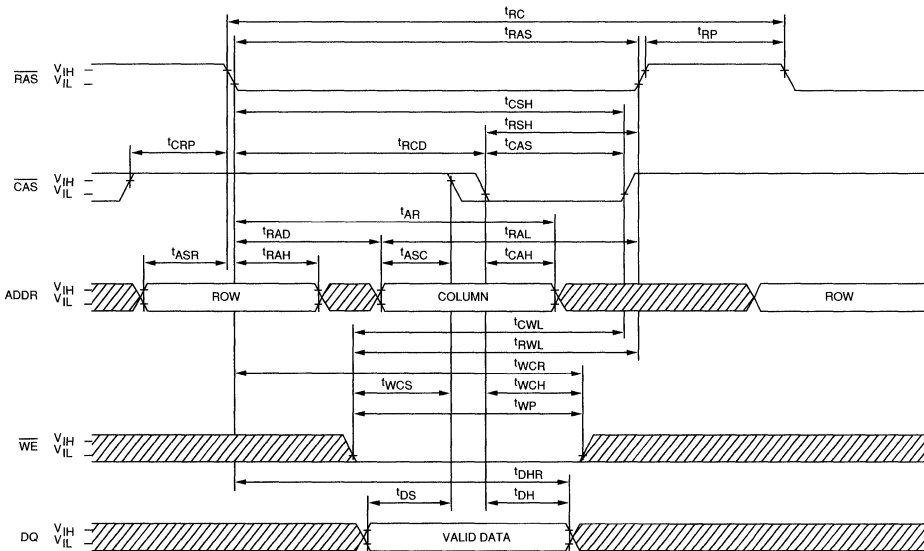 tRC
tRAS
tRP
RAS VIH
VIL
tCSH
tRSH
tCRP
tRCD
tCAS
CAS VIH
VIL
tAR
tRAD
tRAL
tASR
tRAH
tASC
tCAH
ADDR VIH
VIL
ROW
COLUMN
ROW
tCWL
tRWL
tWCR
tWCS
tWCH
tWP
WE VIH
VIL
tDHR
tDS
tDH
DQ VIH
VIL
VALID DATA